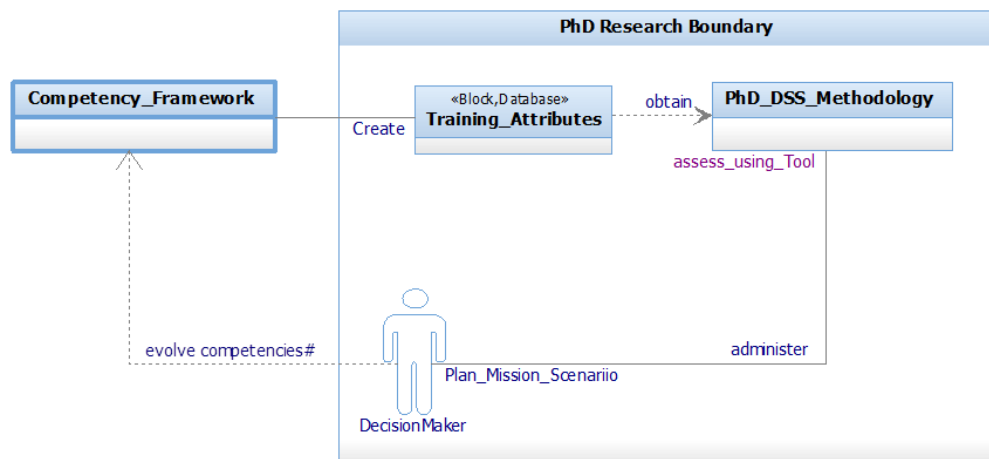 PhD Research Boundary
Competency_Framework
«Block,Database»
Training_Attributes
obtain
PhD_DSS_Methodology
Create
assess_using_Tool
evolve competencies#
administer
Plan_Mission_Scenariio
DecisionMaker